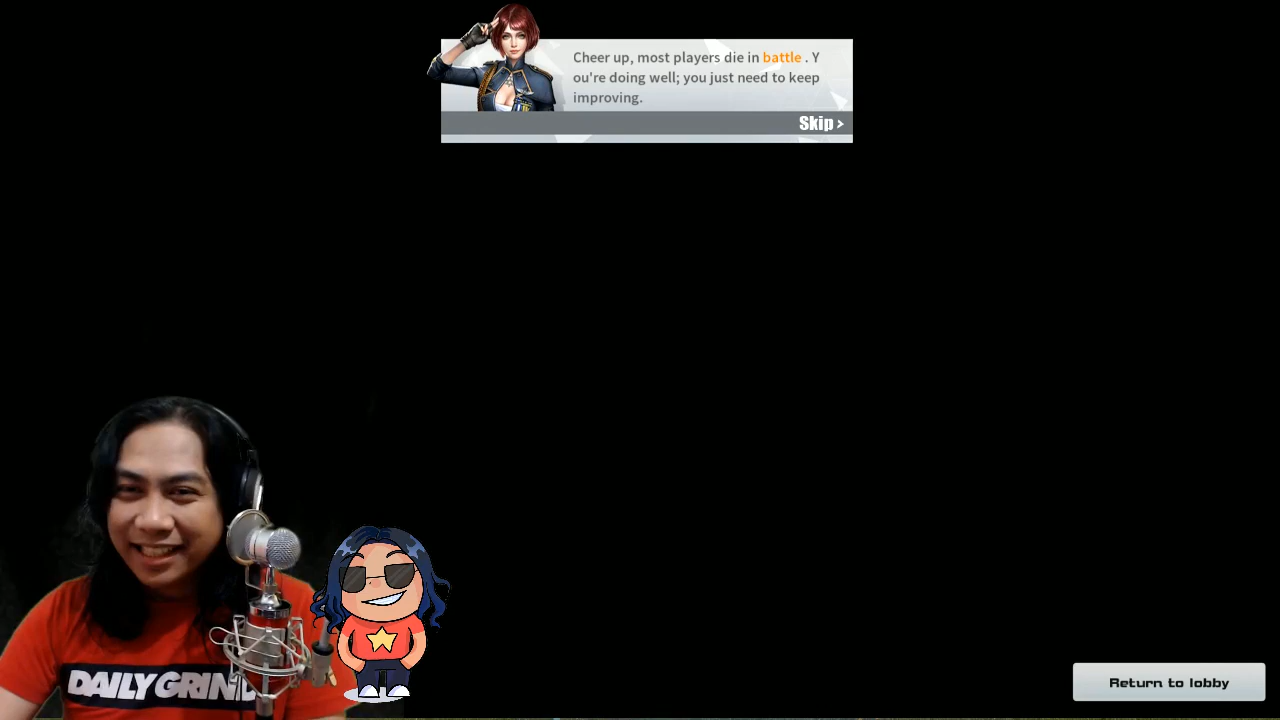 Cheer up, most players die in battle . Y
ou're doing well; you just need to keep
improving.
Skip >
DAILY GRIND
Return to lobby